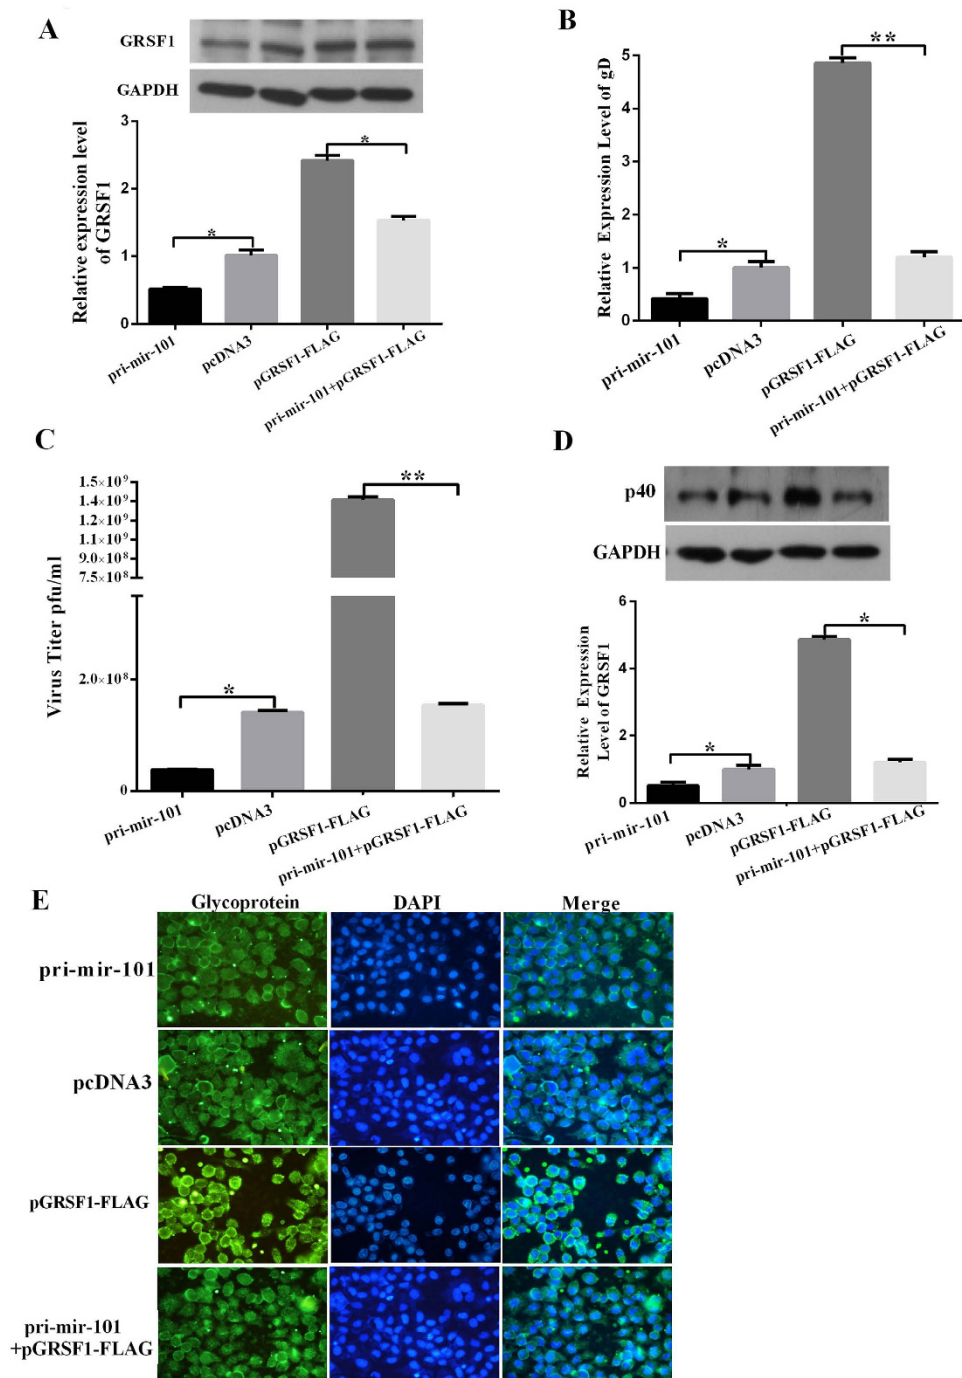 A
GRSF1
GAPDH
Relative expression level
of GRSF1
3
2
1
0
*
*
pri-mir-101
pcDNA3
pGRSF1-FLAG
pri-mir-101+pGRSF1-FLAG
B
Relative Expression Level of gD
5
4
3
2
1
0
*
**
pri-mir-101
pcDNA3
pGRSF1-FLAG
pri-mir-101+pGRSF1-FLAG
C
Virus Titer pfu/ml
1.5×10⁹
1.4×10⁹
1.2×10⁹
1.1×10⁹
9.0×10⁸
7.5×10⁸
2.0×10⁸
0
*
**
pri-mir-101
pcDNA3
pGRSF1-FLAG
pri-mir-101+pGRSF1-FLAG
D
p40
GAPDH
Relative Expression
Level of GRSF1
6
4
2
0
*
*
pri-mir-101
pcDNA3
pGRSF1-FLAG
pri-mir-101+pGRSF1-FLAG
E
Glycoprotein DAPI Merge
pri-mir-101
pcDNA3
pGRSF1-FLAG
pri-mir-101
+pGRSF1-FLAG